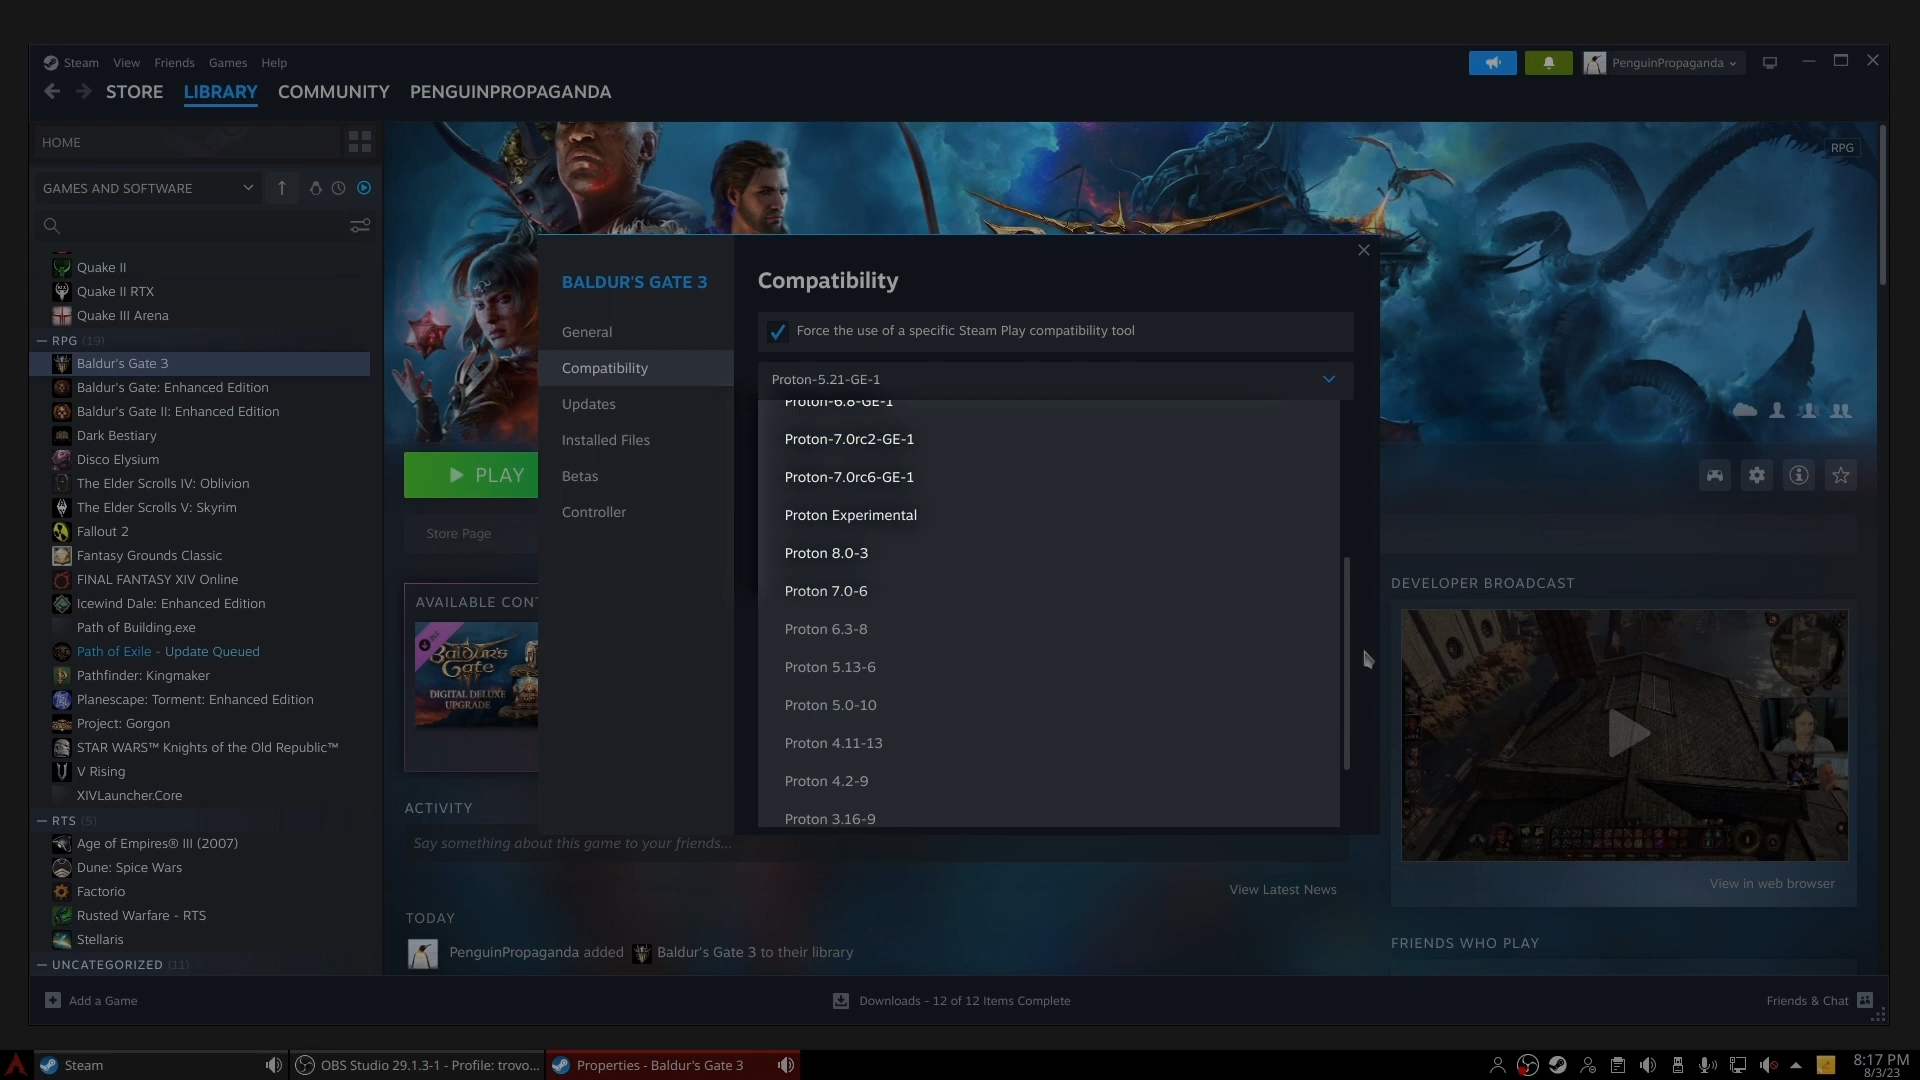 Steam View Friends Games Help
PenguinPropaganda
STORE LIBRARY COMMUNITY PENGUINPROPAGANDA
HOME
RPG
GAMES AND SOFTWARE
Quake II
Quake II RTX
Quake III Arena
— RPG (19)
Baldur's Gate 3
Baldur's Gate: Enhanced Edition
Baldur's Gate II: Enhanced Edition
Dark Bestiary
Disco Elysium
The Elder Scrolls IV: Oblivion
The Elder Scrolls V: Skyrim
Fallout 2
Fantasy Grounds Classic
FINAL FANTASY XIV Online
Icewind Dale: Enhanced Edition
Path of Building.exe
Path of Exile - Update Queued
Pathfinder: Kingmaker
Planescape: Torment: Enhanced Edition
Project: Gorgon
STAR WARS™ Knights of the Old Republic™
V Rising
XIVLauncher.Core
— RTS (5)
Age of Empires® III (2007)
Dune: Spice Wars
Factorio
Rusted Warfare - RTS
Stellaris
— UNCATEGORIZED (11)
PLAY
Store Page
AVAILABLE CONT
Baldur's Gate
DIGITAL DELUXE
UPGRADE
BALDUR'S GATE 3
General
Compatibility
Updates
Installed Files
Betas
Controller
Compatibility
Force the use of a specific Steam Play compatibility tool
Proton-5.21-GE-1
Proton-6.8-GE-1
Proton-7.0rc2-GE-1
Proton-7.0rc6-GE-1
Proton Experimental
Proton 8.0-3
Proton 7.0-6
Proton 6.3-8
Proton 5.13-6
Proton 5.0-10
Proton 4.11-13
Proton 4.2-9
Proton 3.16-9
DEVELOPER BROADCAST
View in web browser
ACTIVITY
Say something about this game to your friends...
View Latest News
TODAY
PenguinPropaganda added Baldur's Gate 3 to their library
FRIENDS WHO PLAY
Add a Game
Downloads - 12 of 12 Items Complete
Friends & Chat
Steam
OBS Studio 29.1.3-1 - Profile: trovo...
Properties - Baldur's Gate 3
8:17 PM
8/3/23